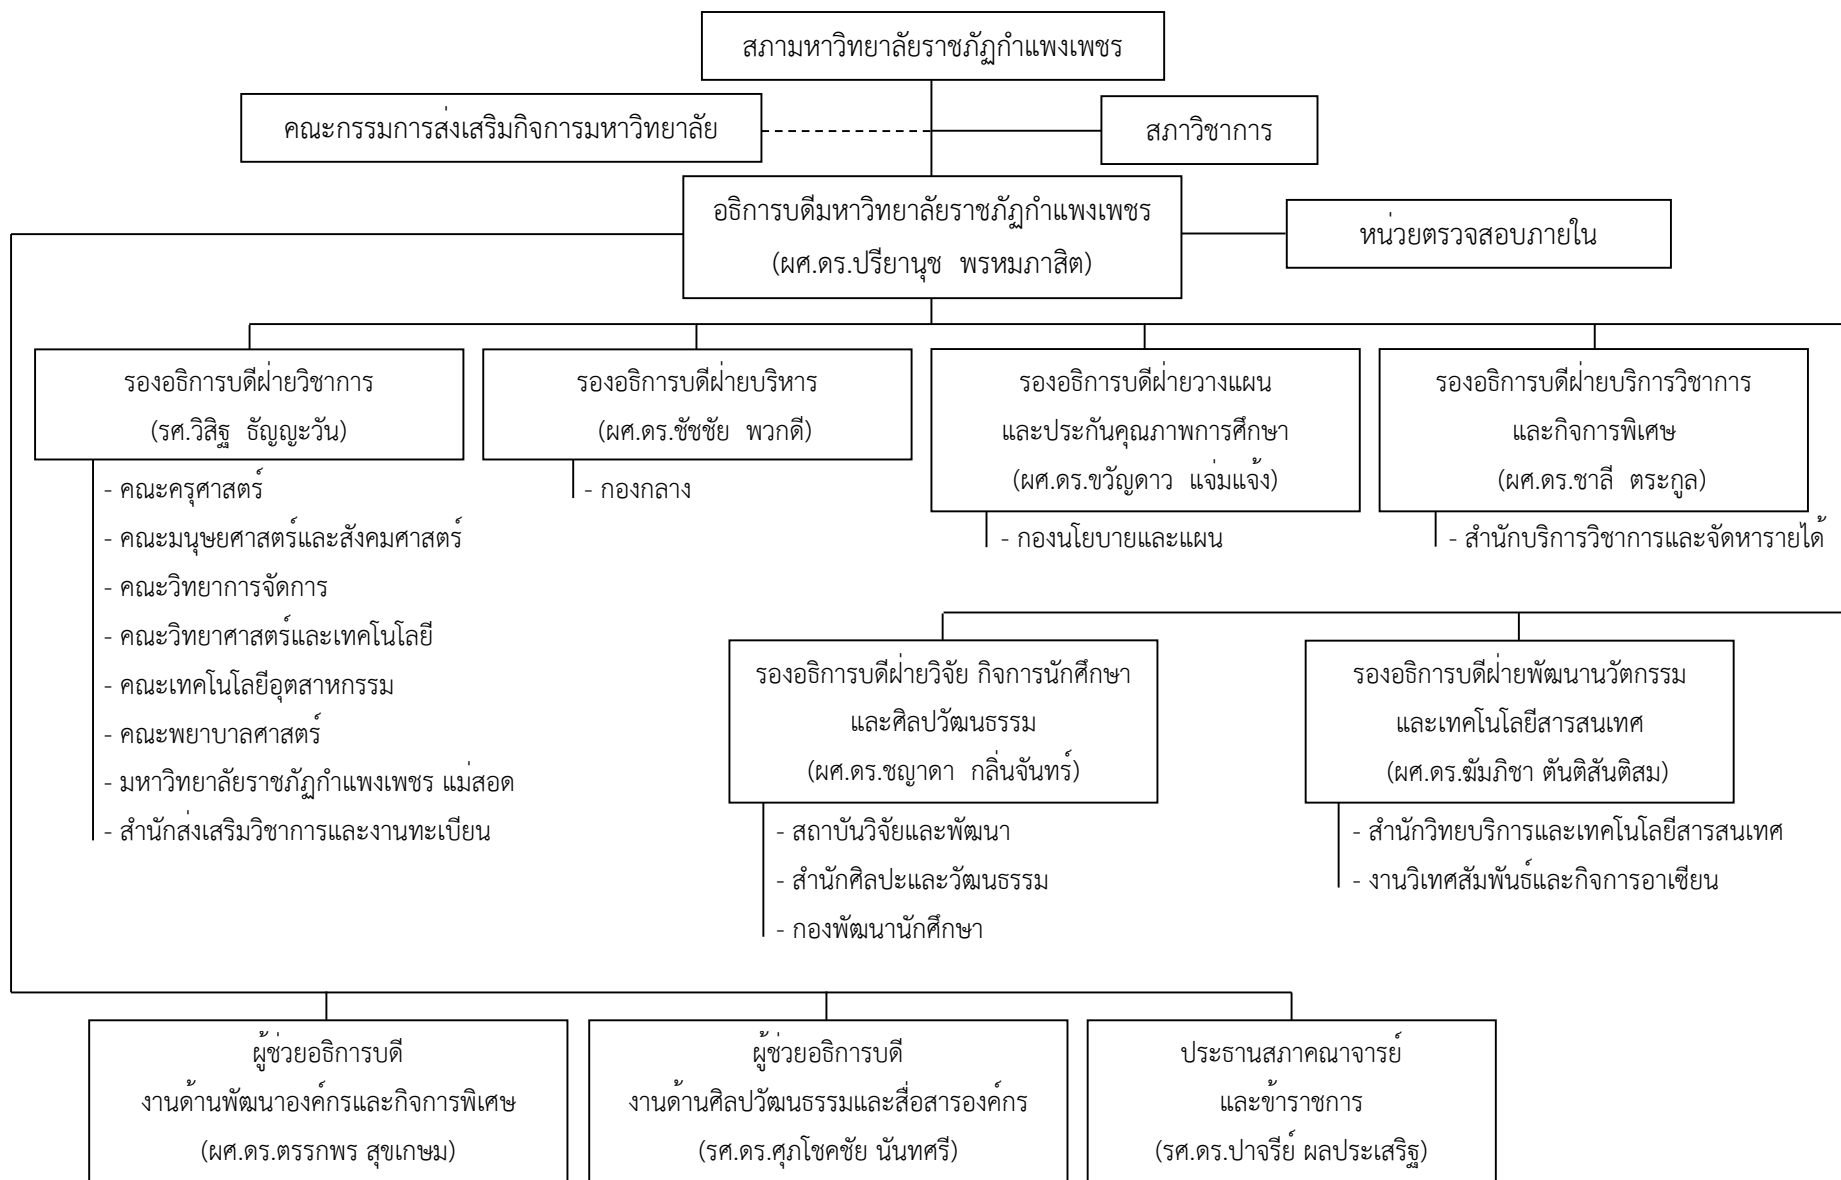 สภามหาวิทยาลัยราชภัฏกำแพงเพชร
คณะกรรมการส่งเสริมกิจการมหาวิทยาลัย
สภาวิชาการ
อธิการบดีมหาวิทยาลัยราชภัฏกำแพงเพชร
(ผศ.ดร.ปรียานุช  พรหมภาสิต)
หน่วยตรวจสอบภายใน
รองอธิการบดีฝ่ายวิชาการ
(รศ.วิสิฐ  ธัญญะวัน)
- คณะครุศาสตร์
- คณะมนุษยศาสตร์และสังคมศาสตร์
- คณะวิทยาการจัดการ
- คณะวิทยาศาสตร์และเทคโนโลยี
- คณะเทคโนโลยีอุตสาหกรรม
- คณะพยาบาลศาสตร์
- มหาวิทยาลัยราชภัฏกำแพงเพชร แม่สอด
- สำนักส่งเสริมวิชาการและงานทะเบียน
รองอธิการบดีฝ่ายบริหาร
(ผศ.ดร.ชัชชัย  พวกดี)
- กองกลาง
รองอธิการบดีฝ่ายวางแผน
และประกันคุณภาพการศึกษา
(ผศ.ดร.ขวัญดาว  แจ่มแจ้ง)
- กองนโยบายและแผน
รองอธิการบดีฝ่ายบริการวิชาการ
และกิจการพิเศษ
(ผศ.ดร.ชาลี  ตระกูล)
- สำนักบริการวิชาการและจัดหารายได้
รองอธิการบดีฝ่ายวิจัย กิจการนักศึกษา
และศิลปวัฒนธรรม
(ผศ.ดร.ชญาดา  กลิ่นจันทร์)
- สถาบันวิจัยและพัฒนา
- สำนักศิลปะและวัฒนธรรม
- กองพัฒนานักศึกษา
รองอธิการบดีฝ่ายพัฒนานวัตกรรม
และเทคโนโลยีสารสนเทศ
(ผศ.ดร.ฆัมภิชา ตันติสันติสม)
- สำนักวิทยบริการและเทคโนโลยีสารสนเทศ
- งานวิเทศสัมพันธ์และกิจการอาเซียน
ผู้ช่วยอธิการบดี
งานด้านพัฒนาองค์กรและกิจการพิเศษ
(ผศ.ดร.ตรรกพร สุขเกษม)
ผู้ช่วยอธิการบดี
งานด้านศิลปวัฒนธรรมและสื่อสารองค์กร
(รศ.ดร.ศุภโชคชัย นันทศรี)
ประธานสภาคณาจารย์
และข้าราชการ
(รศ.ดร.ปาจรีย์ ผลประเสริฐ)